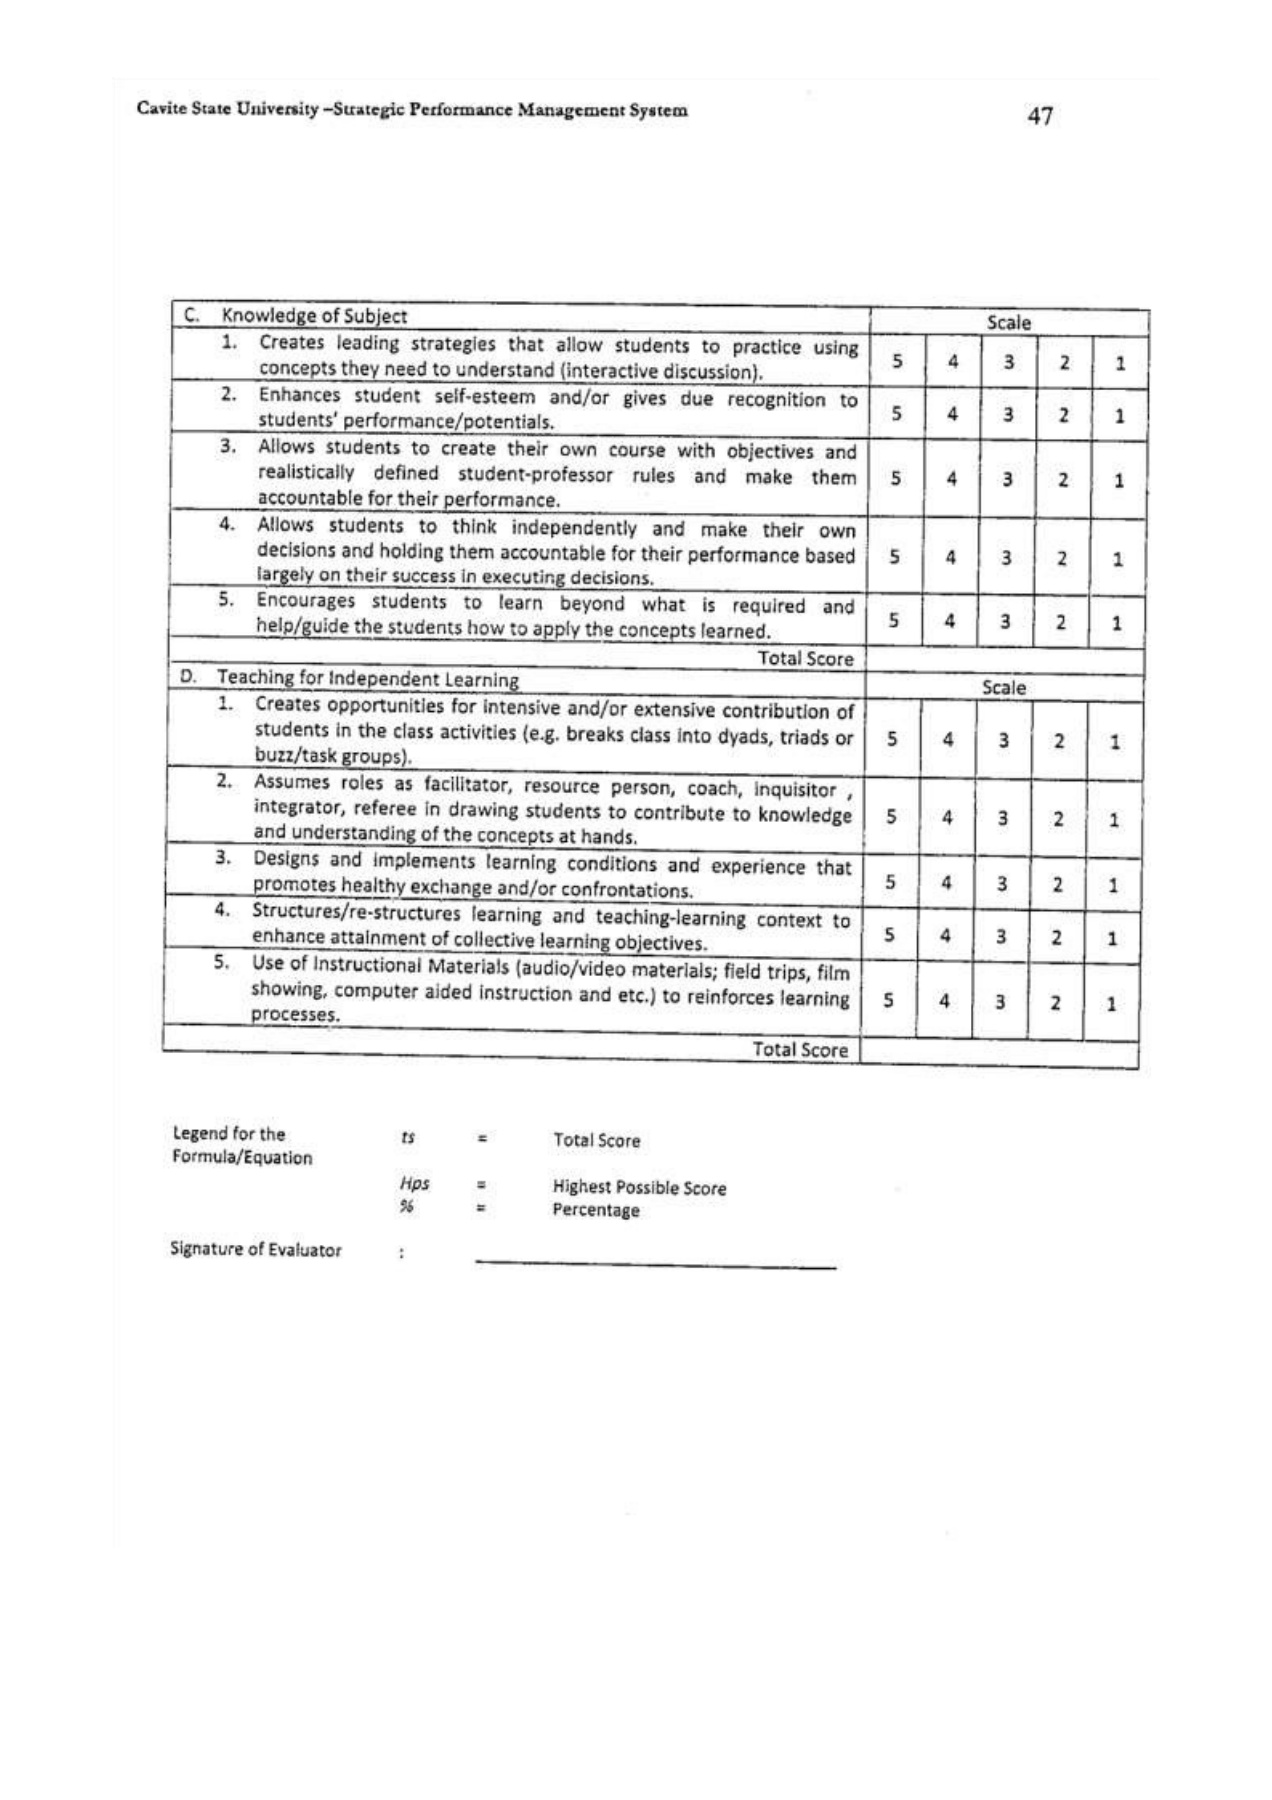 Cavite State University –Strategic Performance Management System 47
C. Knowledge of Subject Scale
1. Creates leading strategies that allow students to practice using
concepts they need to understand (interactive discussion). 5 4 3 2 1
2. Enhances student self-esteem and/or gives due recognition to
students' performance/potentials. 5 4 3 2 1
3. Allows students to create their own course with objectives and
realistically defined student-professor rules and make them 5 4 3 2 1
accountable for their performance.
4. Allows students to think independently and make their own
decisions and holding them accountable for their performance based 5 4 3 2 1
largely on their success in executing decisions.
5. Encourages students to learn beyond what is required and
help/guide the students how to apply the concepts learned. 5 4 3 2 1
Total Score
D. Teaching for Independent Learning Scale
1. Creates opportunities for intensive and/or extensive contribution of
students in the class activities (e.g. breaks class into dyads, triads or 5 4 3 2 1
buzz/task groups).
2. Assumes roles as facilitator, resource person, coach, inquisitor ,
integrator, referee in drawing students to contribute to knowledge 5 4 3 2 1
and understanding of the concepts at hands.
3. Designs and implements learning conditions and experience that
promotes healthy exchange and/or confrontations. 5 4 3 2 1
4. Structures/re-structures learning and teaching-learning context to
enhance attainment of collective learning objectives. 5 4 3 2 1
5. Use of Instructional Materials (audio/video materials; field trips, film
showing, computer aided instruction and etc.) to reinforces learning 5 4 3 2 1
processes.
Total Score
Legend for the ts = Total Score
Formula/Equation
Hps = Highest Possible Score
% = Percentage
Signature of Evaluator :